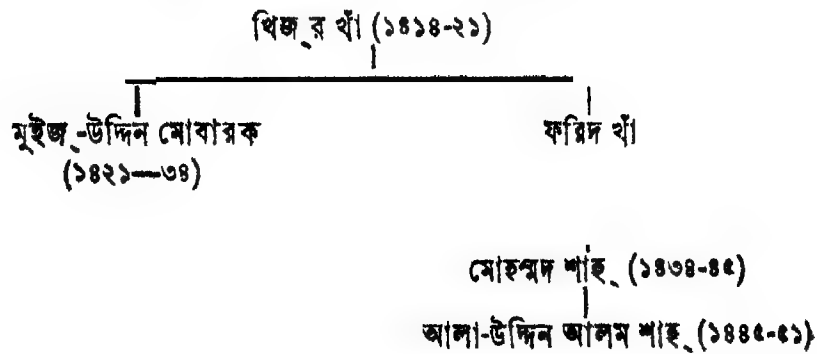 খিজ্‌র খাঁ (১৪১৪-২১)
মুইজ্‌-উদ্দিন মোবারক ফরিদ খাঁ
(১৪২১—৩৪)
মোহম্মদ শাহ্‌ (১৪৩৪-৪৫)
আলা-উদ্দিন আলম শাহ্‌ (১৪৪৫-৫১)